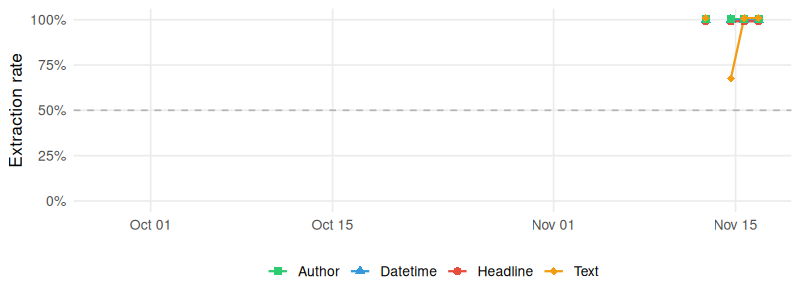 100%
75%
50%
25%
0%
Extraction rate
Oct 01 Oct 15 Nov 01 Nov 15
Author Datetime Headline Text